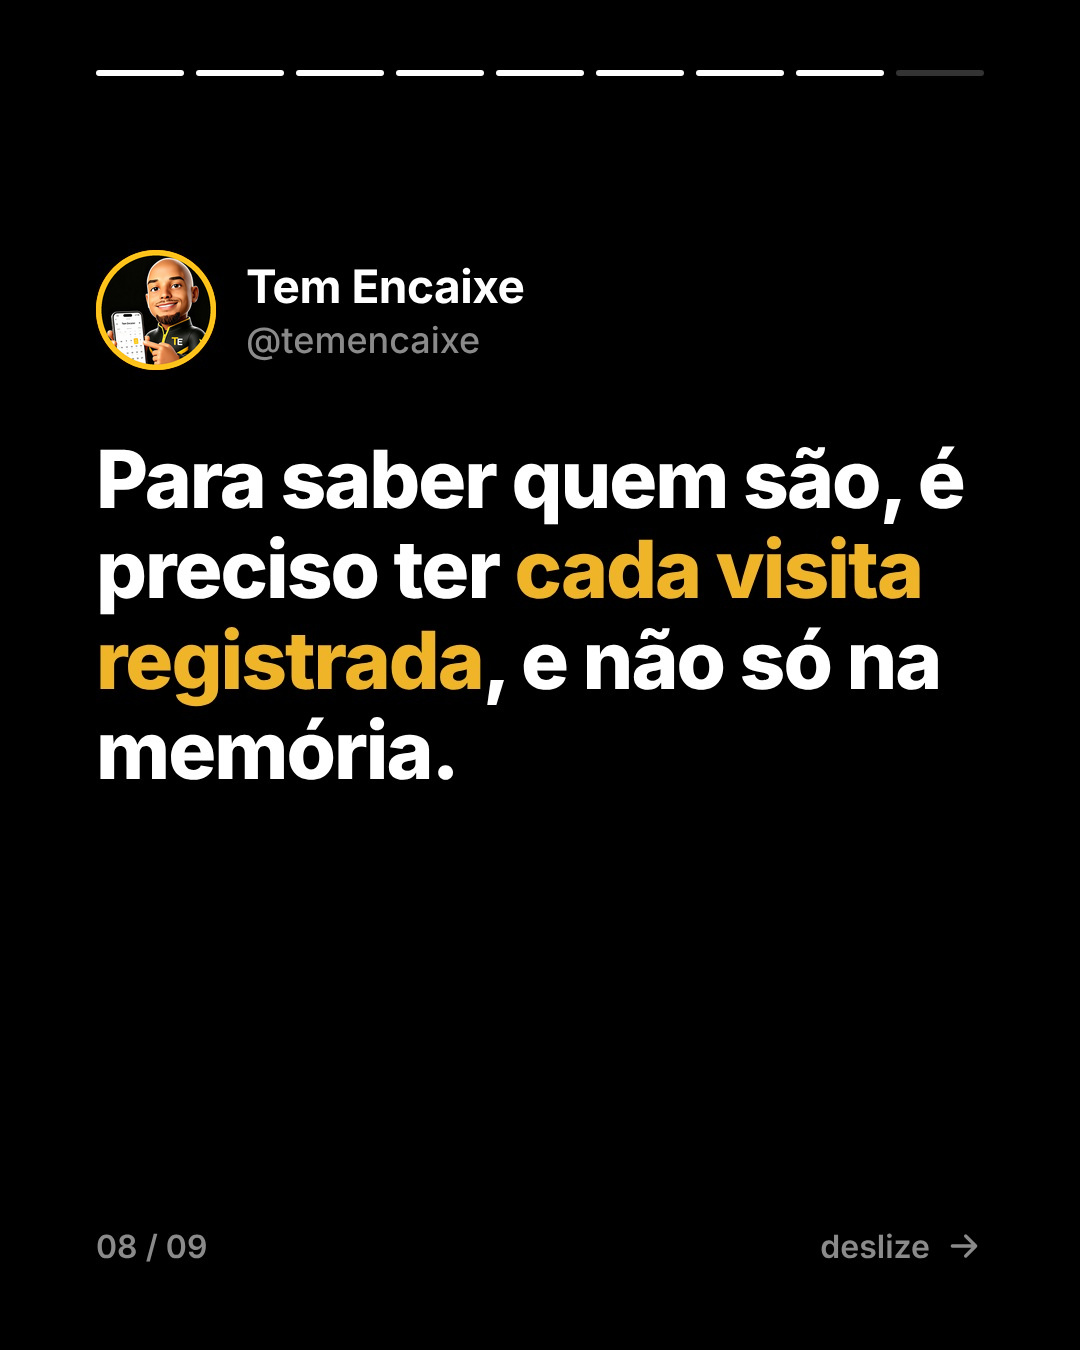 Tem Encaixe
@temencaixe
TE
Para saber quem são, é
preciso ter cada visita
registrada, e não só na
memória.
08 / 09
deslize →